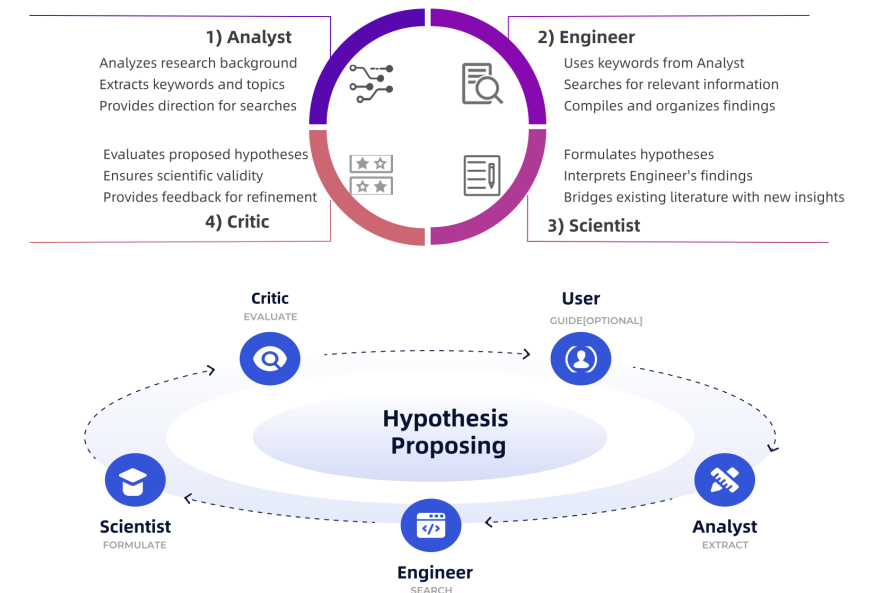 1) Analyst
Analyzes research background
Extracts keywords and topics
Provides direction for searches
2) Engineer
Uses keywords from Analyst
Searches for relevant information
Compiles and organizes findings
Evaluates proposed hypotheses
Ensures scientific validity
Provides feedback for refinement
4) Critic
Formulates hypotheses
Interprets Engineer's findings
Bridges existing literature with new insights
3) Scientist
Critic
EVALUATE
User
GUIDE[OPTIONAL]
Hypothesis
Proposing
Scientist
FORMULATE
Analyst
EXTRACT
Engineer
SEARCH